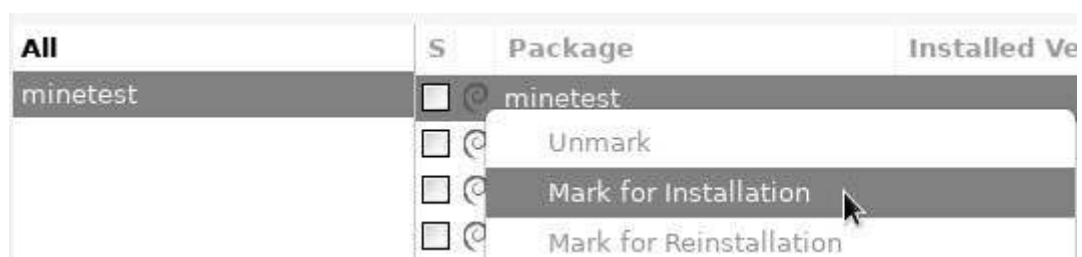 All
S Package Installed Ve
minetest
minetest
Unmark
Mark for Installation
Mark for Reinstallation